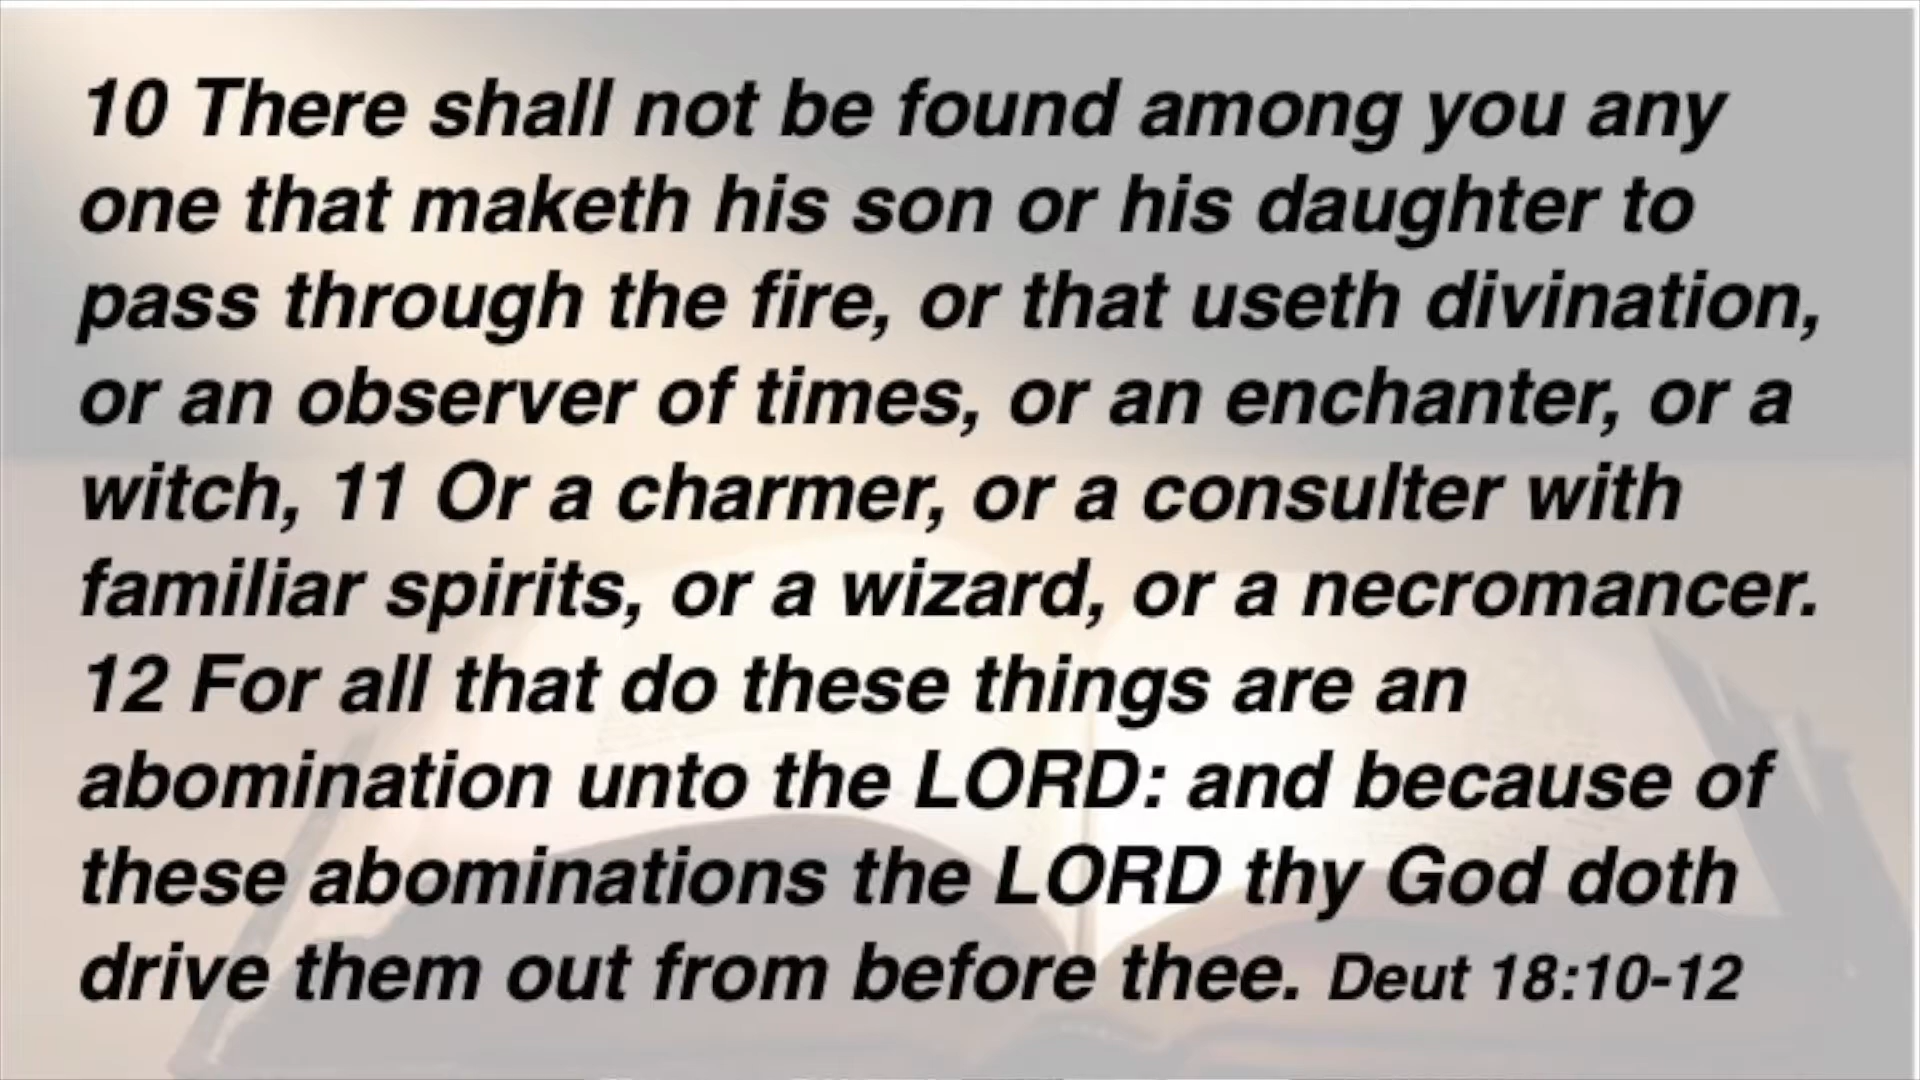 10 There shall not be found among you any
one that maketh his son or his daughter to
pass through the fire, or that useth divination,
or an observer of times, or an enchanter, or a
witch, 11 Or a charmer, or a consulter with
familiar spirits, or a wizard, or a necromancer.
12 For all that do these things are an
abomination unto the LORD: and because of
these abominations the LORD thy God doth
drive them out from before thee. Deut 18:10-12